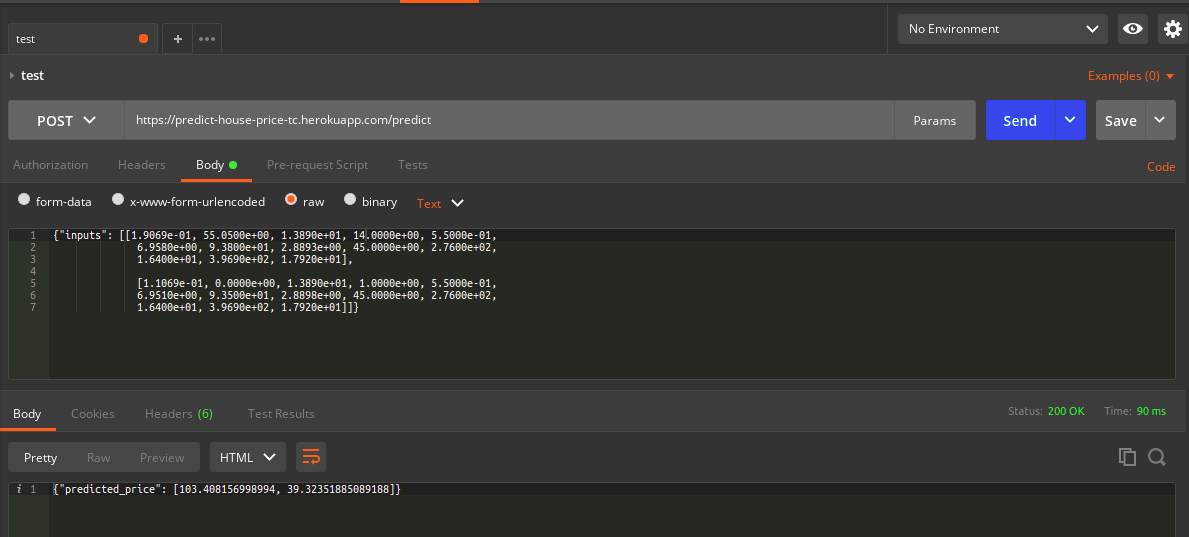 test
+
•••
No Environment
test
Examples (0)
POST
https://predict-house-price-tc.herokuapp.com/predict
Params
Send
Save
Authorization
Headers
Body
Pre-request Script
Tests
Code
form-data
x-www-form-urlencoded
raw
binary
Text
1 {"inputs": [[1.9069e-01, 55.0500e+00, 1.3890e+01, 14.0000e+00, 5.5000e-01,
2 6.9580e+00, 9.3800e+01, 2.8893e+00, 45.0000e+00, 2.7600e+02,
3 1.6400e+01, 3.9690e+02, 1.7920e+01],
4
5 [1.1069e-01, 0.0000e+00, 1.3890e+01, 1.0000e+00, 5.5000e-01,
6 6.9510e+00, 9.3500e+01, 2.8898e+00, 45.0000e+00, 2.7600e+02,
7 1.6400e+01, 3.9690e+02, 1.7920e+01]]}
Body
Cookies
Headers (6)
Test Results
Status: 200 OK
Time: 90 ms
Pretty
Raw
Preview
HTML
i 1 {"predicted_price": [103.408156998994, 39.32351885089188]}